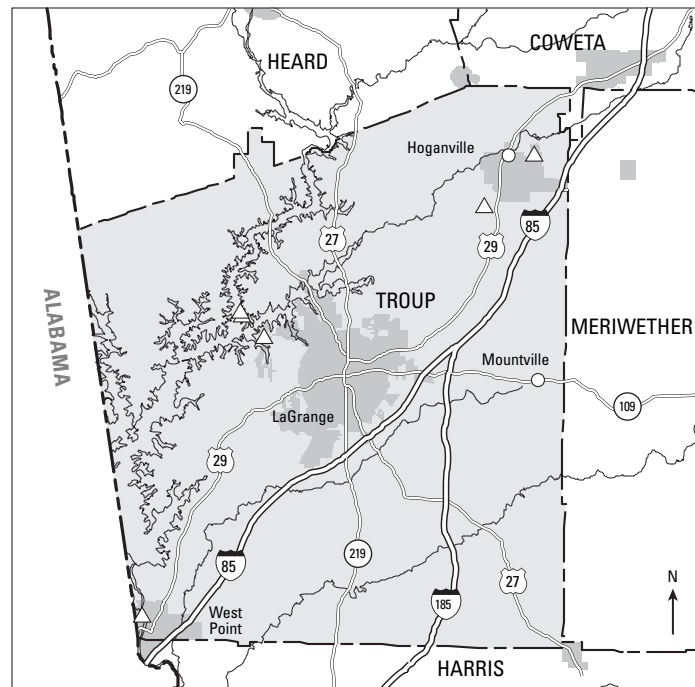 COWETA
HEARD
219
Hoganville
27
85
29
TROUP
ALABAMA
MERIWETHER
Mountville
109
LaGrange
29
85
219
27
N
185
West
Point
HARRIS